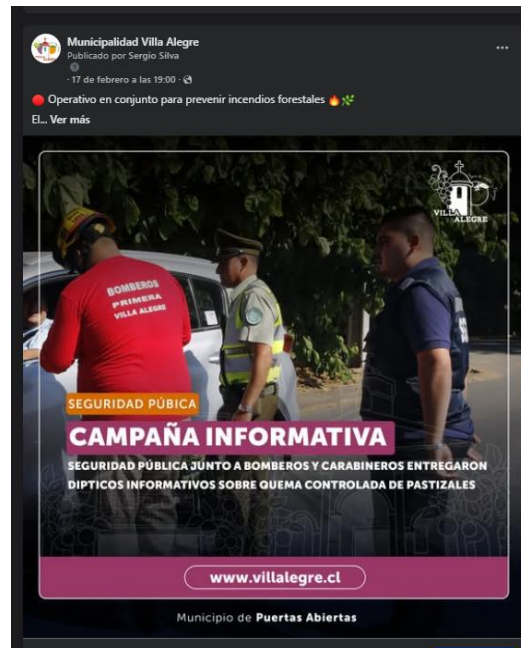 Municipalidad Villa Alegre
Publicado por Sergio Silva
· 17 de febrero a las 19:00 ·
Operativo en conjunto para prevenir incendios forestales
El... Ver más
VILLA
ALEGRE
BOMBEROS
PRIMERA
VILLA ALEGRE
SEGURIDAD PÚBICA
CAMPAÑA INFORMATIVA
SEGURIDAD PÚBLICA JUNTO A BOMBEROS Y CARABINEROS ENTREGARON
DIPTICOS INFORMATIVOS SOBRE QUEMA CONTROLADA DE PASTIZALES
www.villalegre.cl
Municipio de Puertas Abiertas